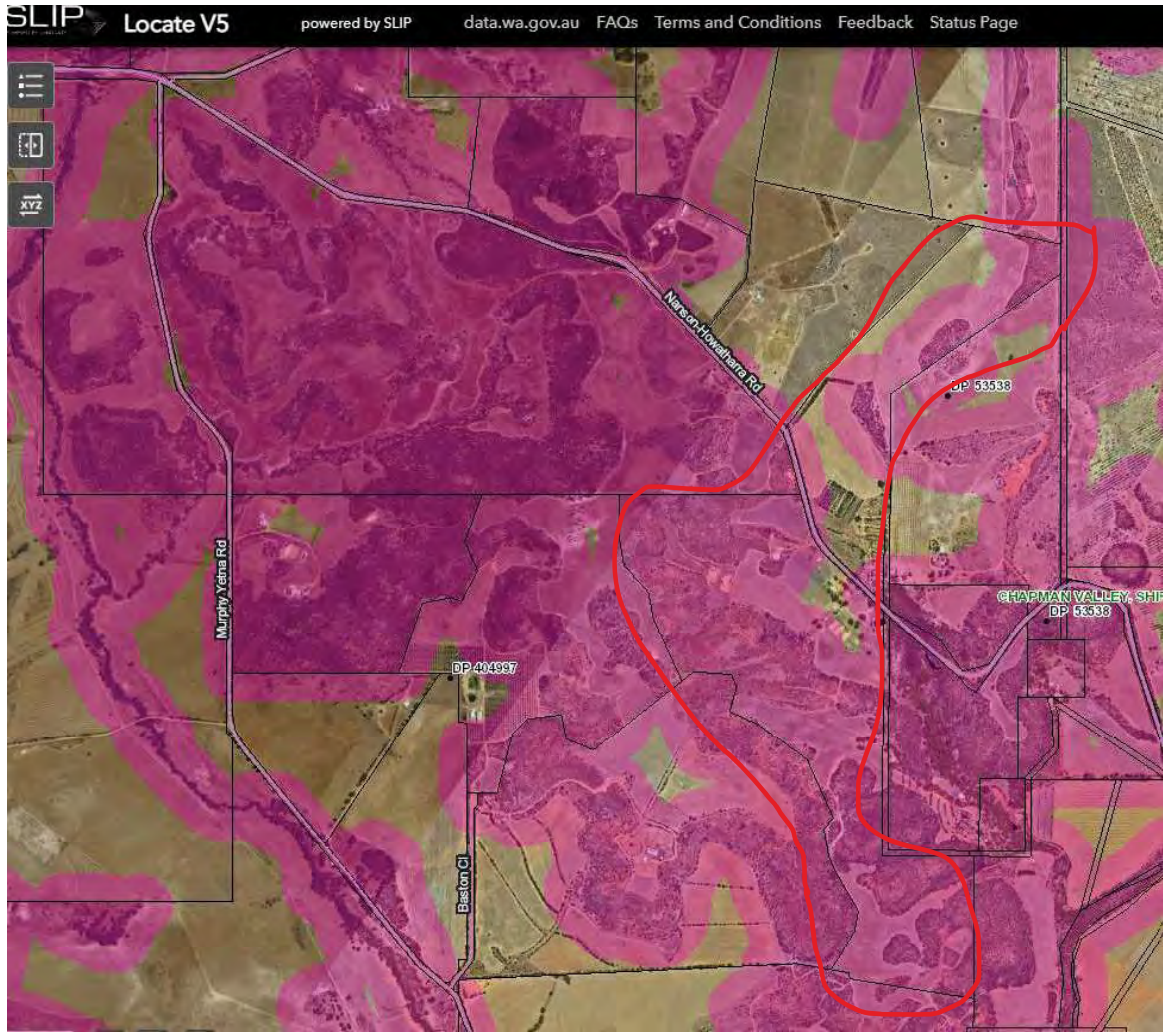 SLIP
Locate V5
powered by SLIP
data.wa.gov.au FAQs Terms and Conditions Feedback Status Page
XYZ
Nanson-Howatharra Rd
DP 53538
Murphy Yetna Rd
CHAPMAN VALLEY, SHI
DP 53538
DP 404997
Baston Cl